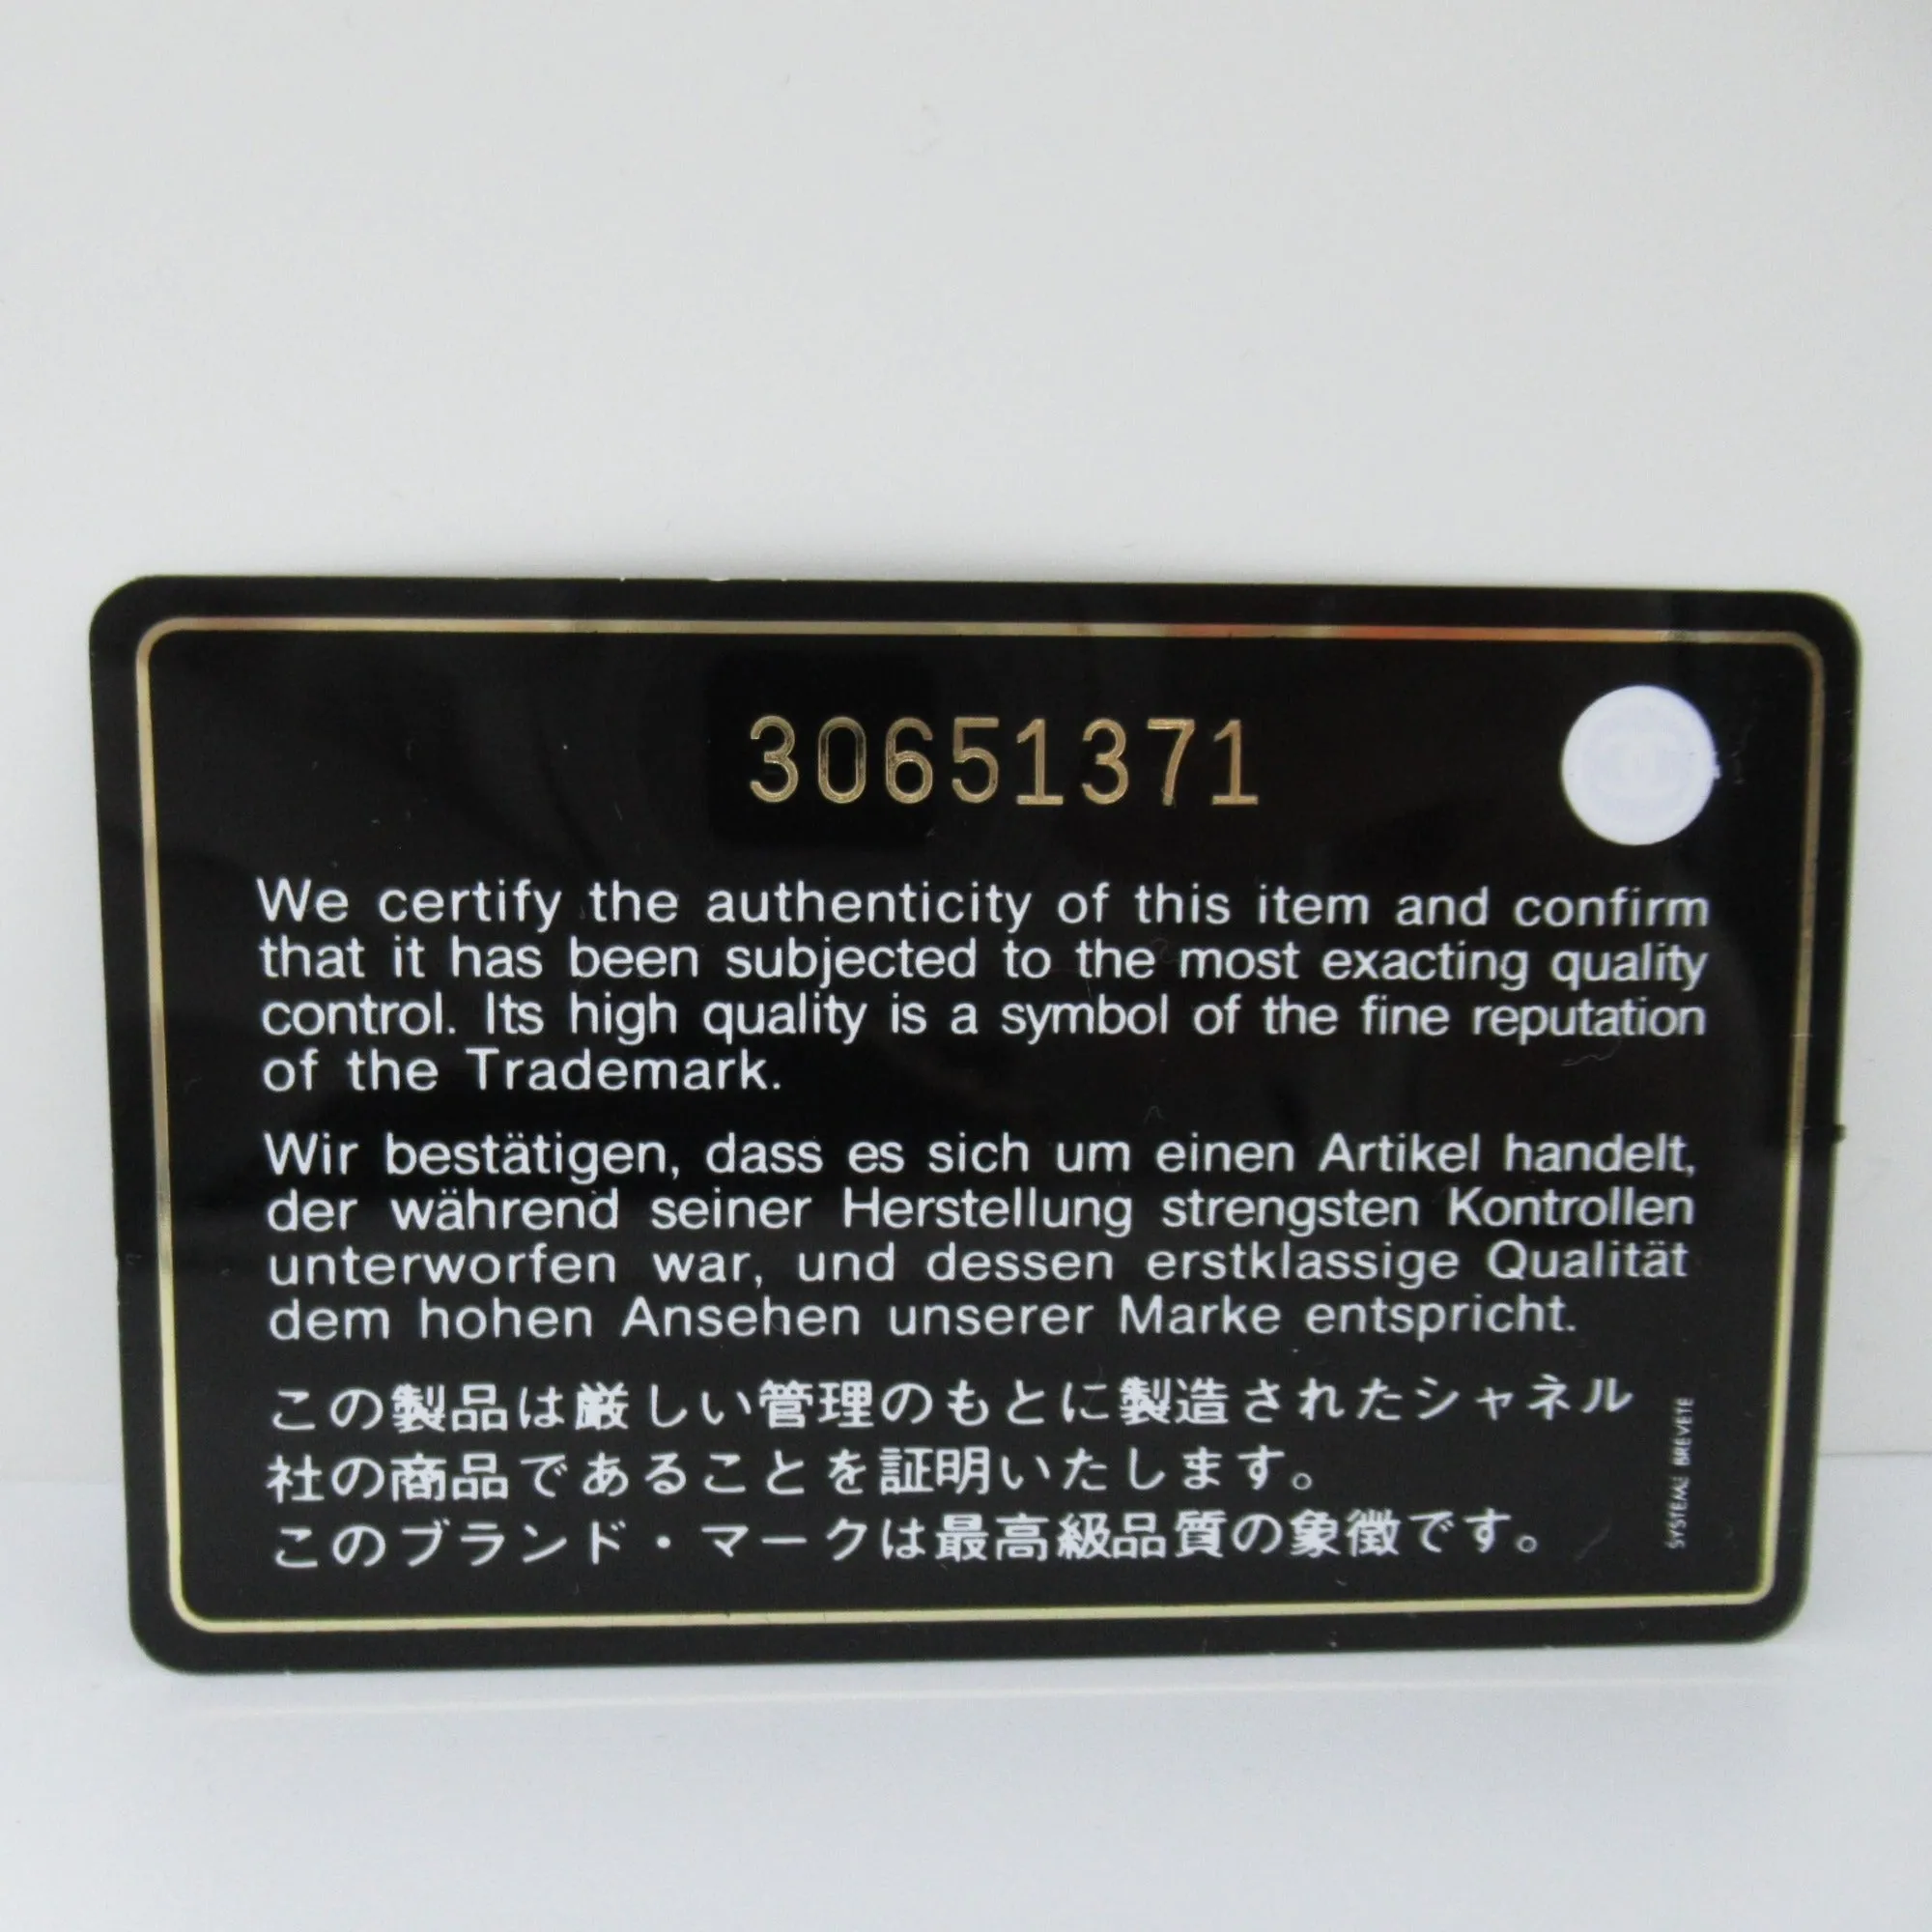 30651371
We certify the authenticity of this item and confirm
that it has been subjected to the most exacting quality
control. Its high quality is a symbol of the fine reputation
of the Trademark.
Wir bestätigen, dass es sich um einen Artikel handelt,
der während seiner Herstellung strengsten Kontrollen
unterworfen war, und dessen erstklassige Qualität
dem hohen Ansehen unserer Marke entspricht.
この製品は厳しい管理のもとに製造されたシャネル
社の商品であることを証明いたします。
このブランド・マークは最高級品質の象徴です。
SYSTEME BREVETE